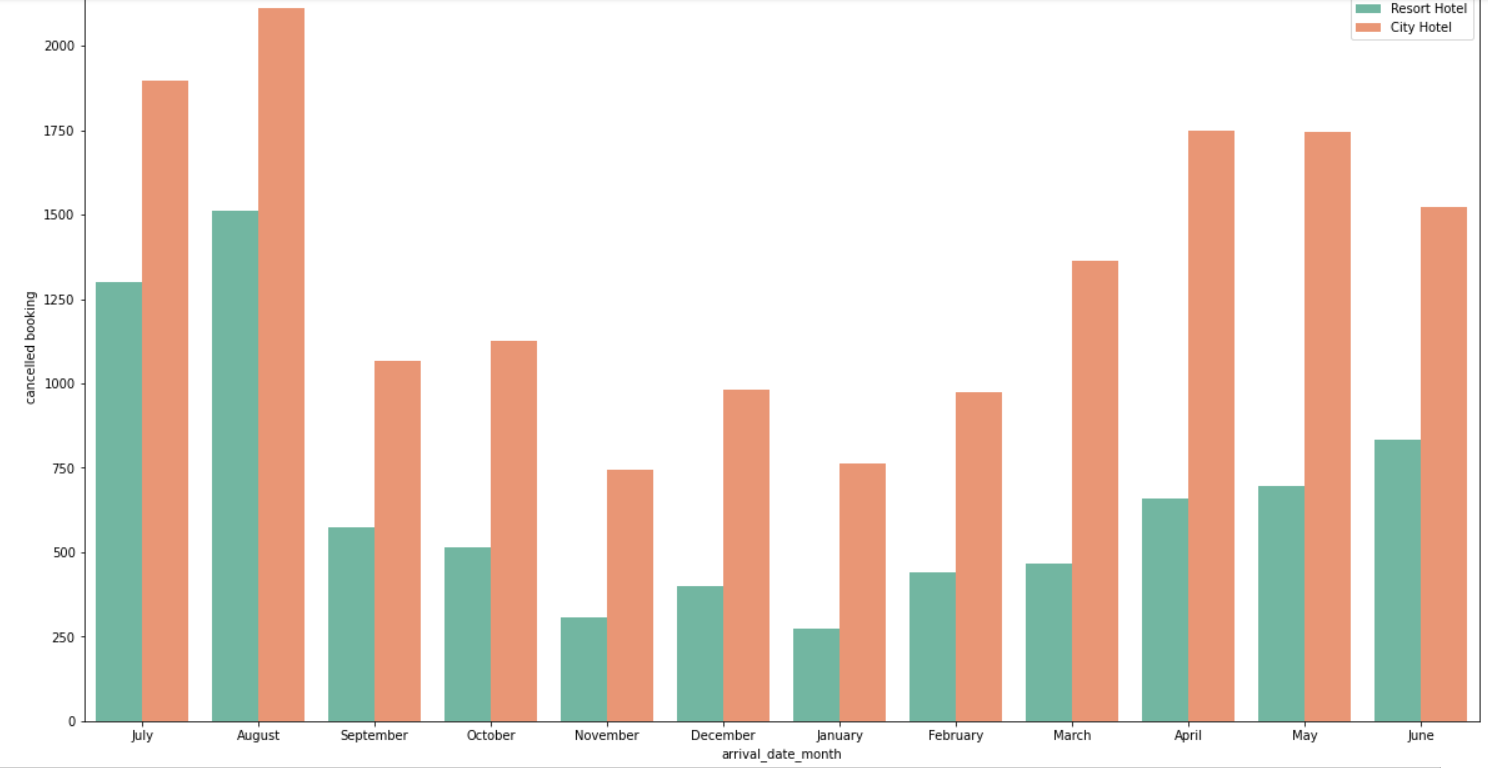 Resort Hotel
City Hotel
2000
1750
1500
1250
1000
750
500
250
0
cancelled booking
July August September October November December January February March April May June
arrival_date_month